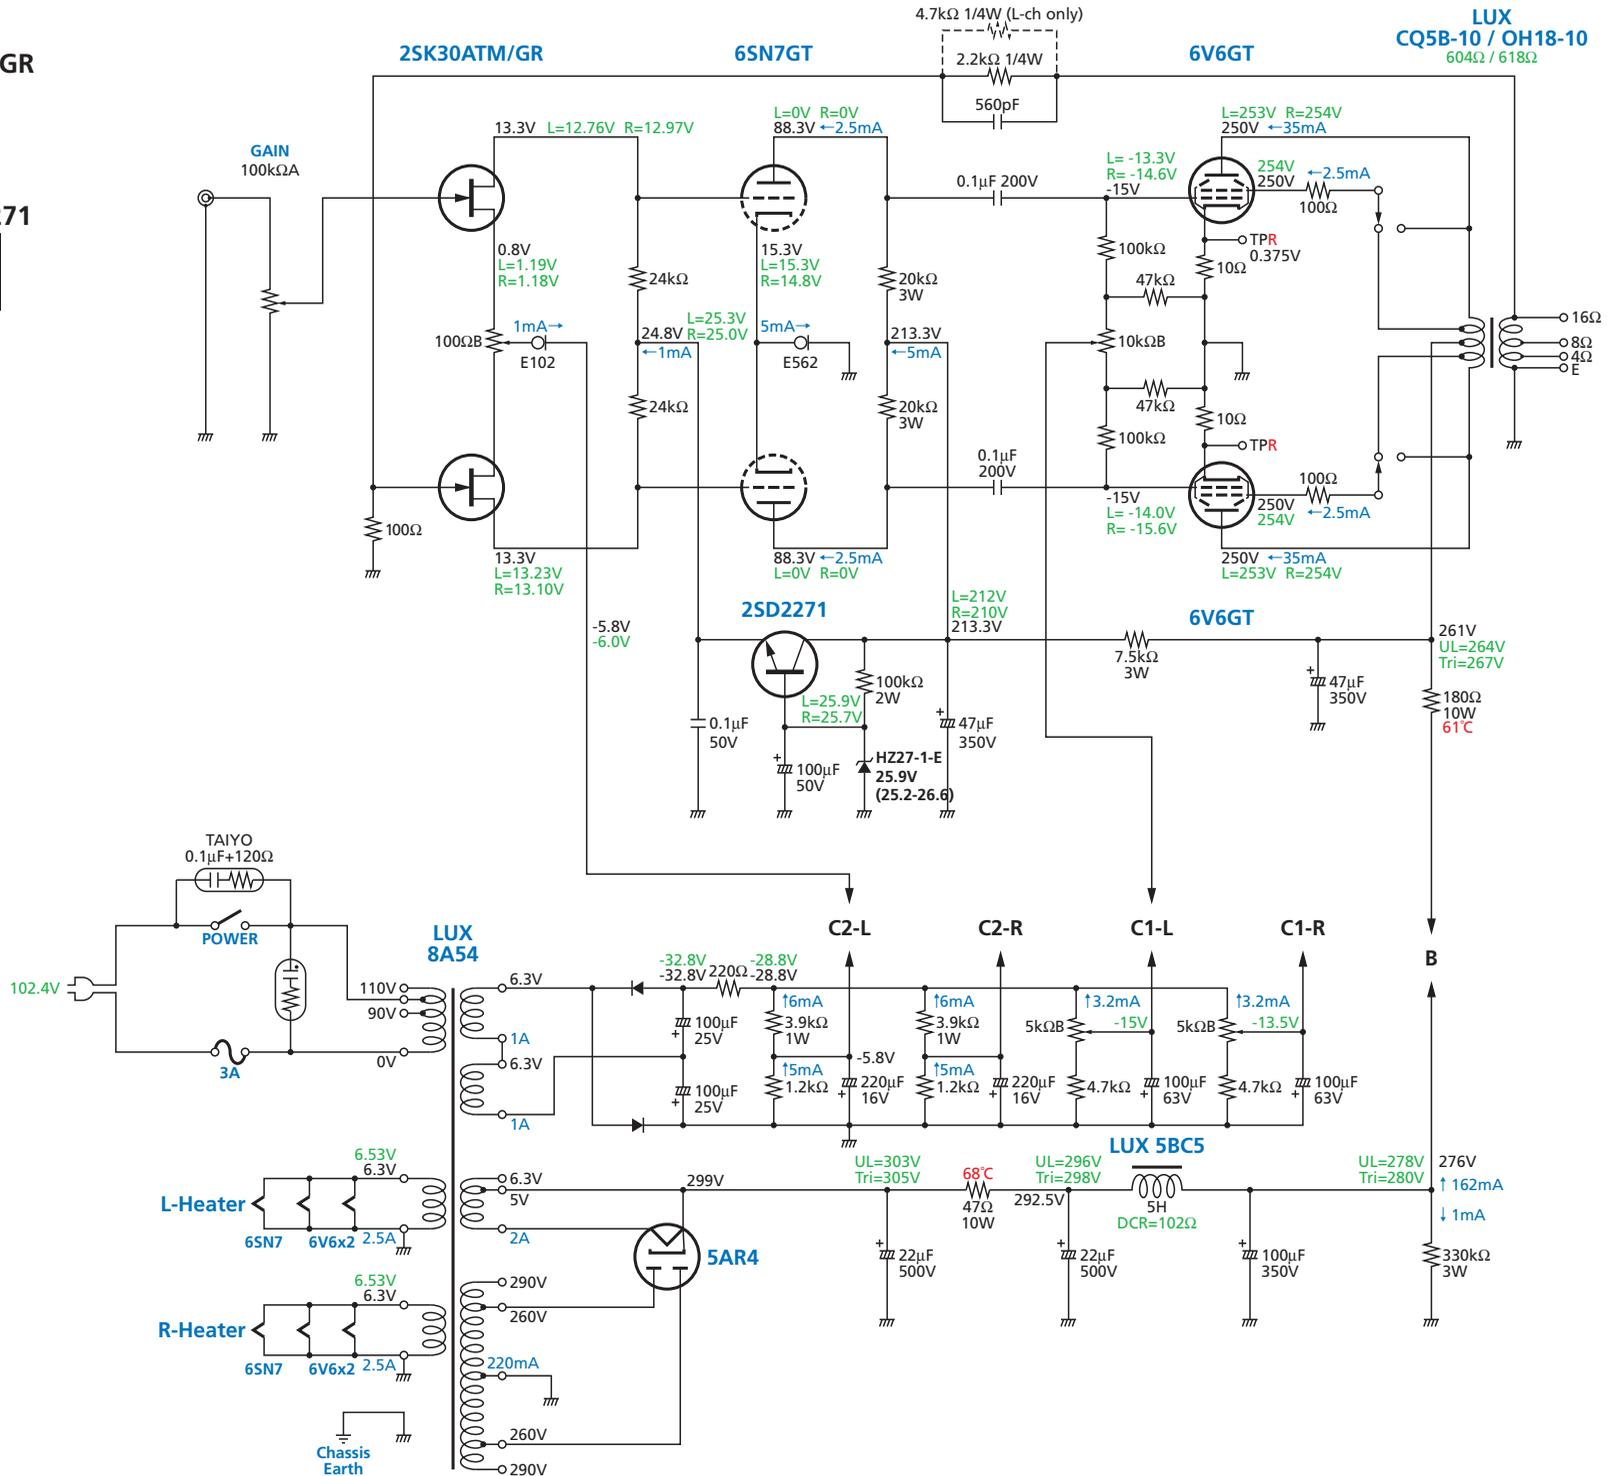 GR
:71
2SK30ATM/GR
6SN7GT
4.7kΩ 1/4W (L-ch only)
2.2kΩ 1/4W
560pF
6V6GT
LUX
CQ5B-10 / OH18-10
604Ω / 618Ω
GAIN
100kΩA
13.3V L=12.76V R=12.97V
L=0V R=0V
88.3V ←2.5mA
L=253V R=254V
250V ←35mA
L= -13.3V
R= -14.6V
-15V
254V
250V
←2.5mA
100Ω
0.1µF 200V
0.8V
L=1.19V
R=1.18V
15.3V
L=15.3V
R=14.8V
TPR
0.375V
100kΩ
10Ω
24kΩ
20kΩ
3W
47kΩ
100ΩB
1mA→
E102
24.8V
L=25.3V
R=25.0V
←1mA
5mA→
E562
213.3V
←5mA
10kΩB
16Ω
8Ω
4Ω
E
24kΩ
20kΩ
3W
47kΩ
10Ω
100kΩ
TPR
0.1µF
200V
100Ω
100Ω
-15V
L= -14.0V
R= -15.6V
250V
254V
←2.5mA
13.3V
L=13.23V
R=13.10V
88.3V ←2.5mA
L=0V R=0V
250V ←35mA
L=253V R=254V
2SD2271
L=212V
R=210V
213.3V
6V6GT
-5.8V
-6.0V
261V
UL=264V
Tri=267V
7.5kΩ
3W
100kΩ
2W
47µF
350V
180Ω
10W
61℃
L=25.9V
R=25.7V
0.1µF
50V
100µF
50V
HZ27-1-E
25.9V
(25.2-26.6)
47µF
350V
TAIYO
0.1µF+120Ω
POWER
LUX
8A54
C2-L
C2-R
C1-L
C1-R
B
102.4V
110V
90V
0V
3A
6.3V
1A
6.3V
1A
-32.8V
-32.8V
220Ω
-28.8V
-28.8V
↑6mA
3.9kΩ
1W
↑6mA
3.9kΩ
1W
↑3.2mA
-15V
5kΩB
↑3.2mA
-13.5V
5kΩB
100µF
25V
100µF
25V
-5.8V
↑5mA
1.2kΩ
220µF
16V
↑5mA
1.2kΩ
220µF
16V
4.7kΩ
100µF
63V
4.7kΩ
100µF
63V
LUX 5BC5
6.53V
6.3V
L-Heater
6SN7
6V6x2
2.5A
6.3V
5V
2A
299V
UL=303V
Tri=305V
68℃
47Ω
10W
UL=296V
Tri=298V
292.5V
5H
DCR=102Ω
UL=278V
Tri=280V
276V
↑ 162mA
↓ 1mA
5AR4
22µF
500V
22µF
500V
100µF
350V
330kΩ
3W
6.53V
6.3V
R-Heater
6SN7
6V6x2
2.5A
290V
260V
220mA
260V
290V
Chassis
Earth